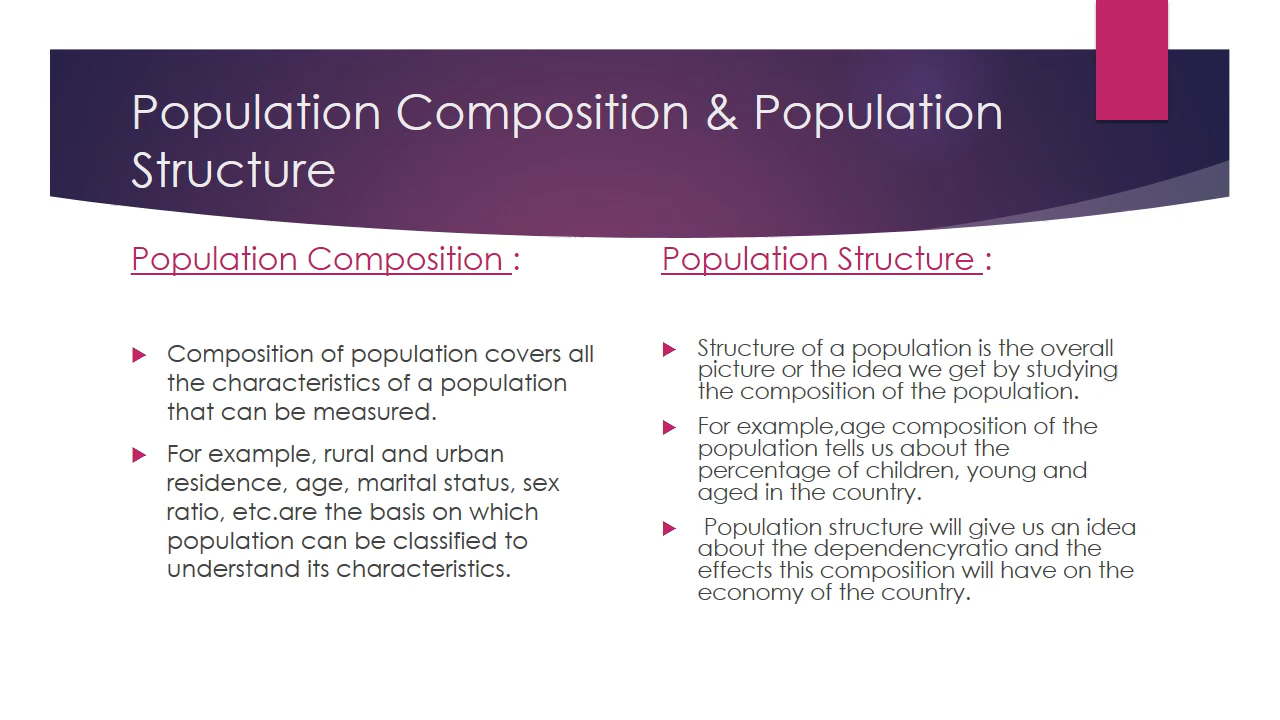 Population Composition & Population
Structure
Population Composition :
Composition of population covers all
the characteristics of a population
that can be measured.
For example, rural and urban
residence, age, marital status, sex
ratio, etc.are the basis on which
population can be classified to
understand its characteristics.
Population Structure :
Structure of a population is the overall
picture or the idea we get by studying
the composition of the population.
For example,age composition of the
population tells us about the
percentage of children, young and
aged in the country.
Population structure will give us an idea
about the dependencyratio and the
effects this composition will have on the
economy of the country.